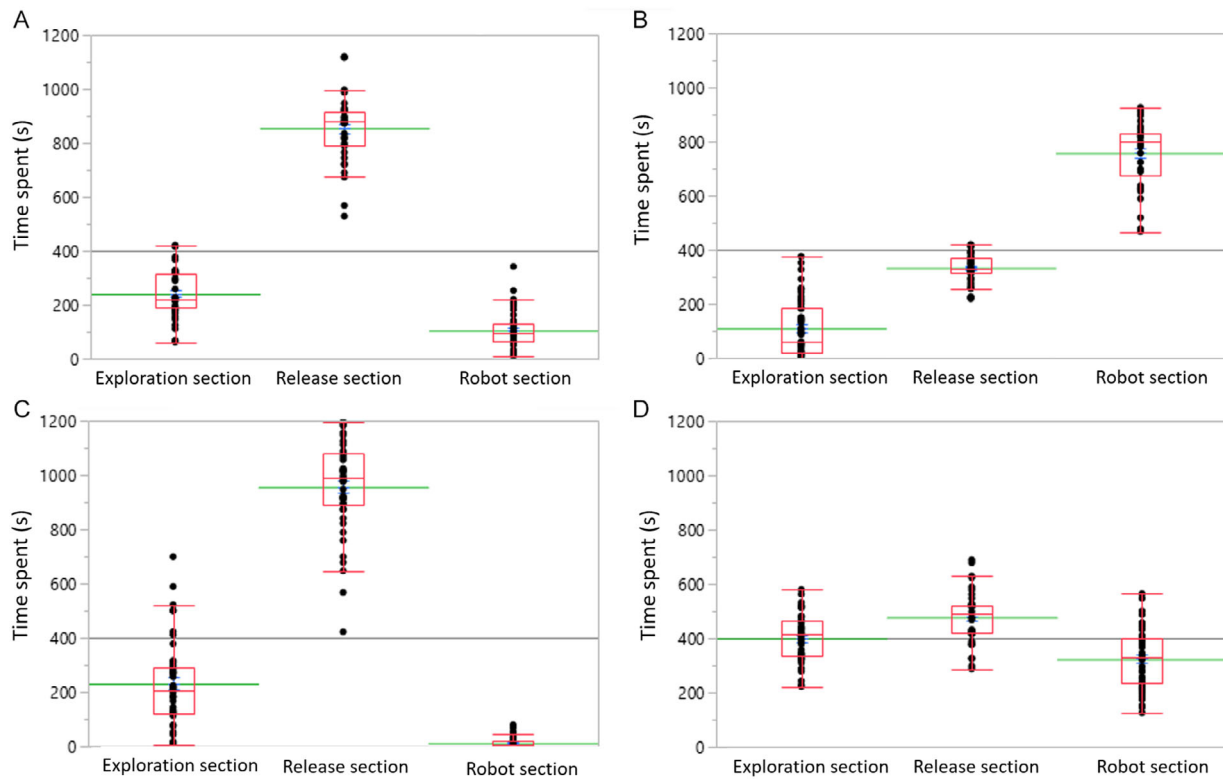 A
1200
1000
800
600
400
200
0
Time spent (s)
Exploration section
Release section
Robot section
B
1200
1000
800
600
400
200
0
Time spent (s)
Exploration section
Release section
Robot section
C
1200
1000
800
600
400
200
0
Time spent (s)
Exploration section
Release section
Robot section
D
1200
1000
800
600
400
200
0
Time spent (s)
Exploration section
Release section
Robot section